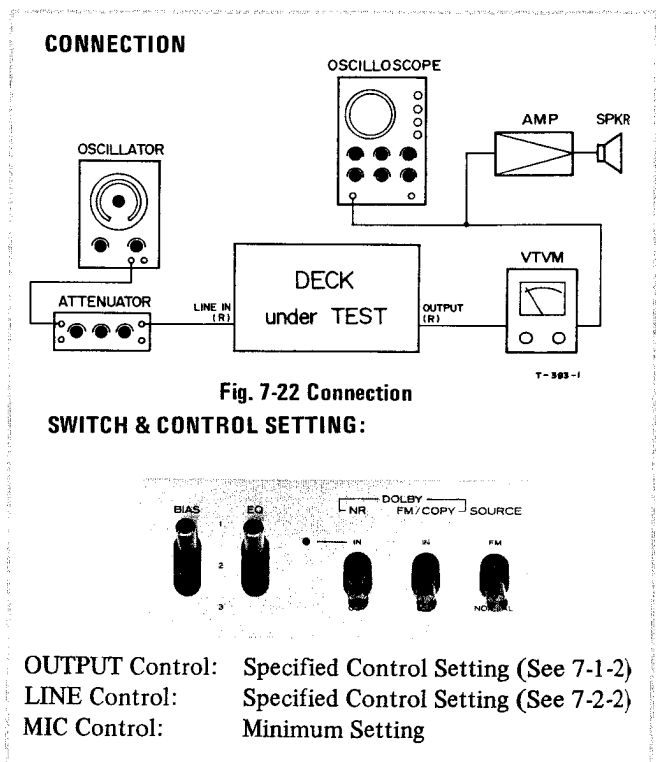 CONNECTION
OSCILLOSCOPE
AMP SPKR
OSCILLATOR
VTVM
ATTENUATOR
LINE IN
(R)
DECK
under TEST
OUTPUT
(R)
T-393-1
Fig. 7-22 Connection
SWITCH & CONTROL SETTING:
DOLBY
BIAS EQ NR FM/COPY SOURCE
1
IN IN FM
2
3
OUTPUT Control: Specified Control Setting (See 7-1-2)
LINE Control: Specified Control Setting (See 7-2-2)
MIC Control: Minimum Setting